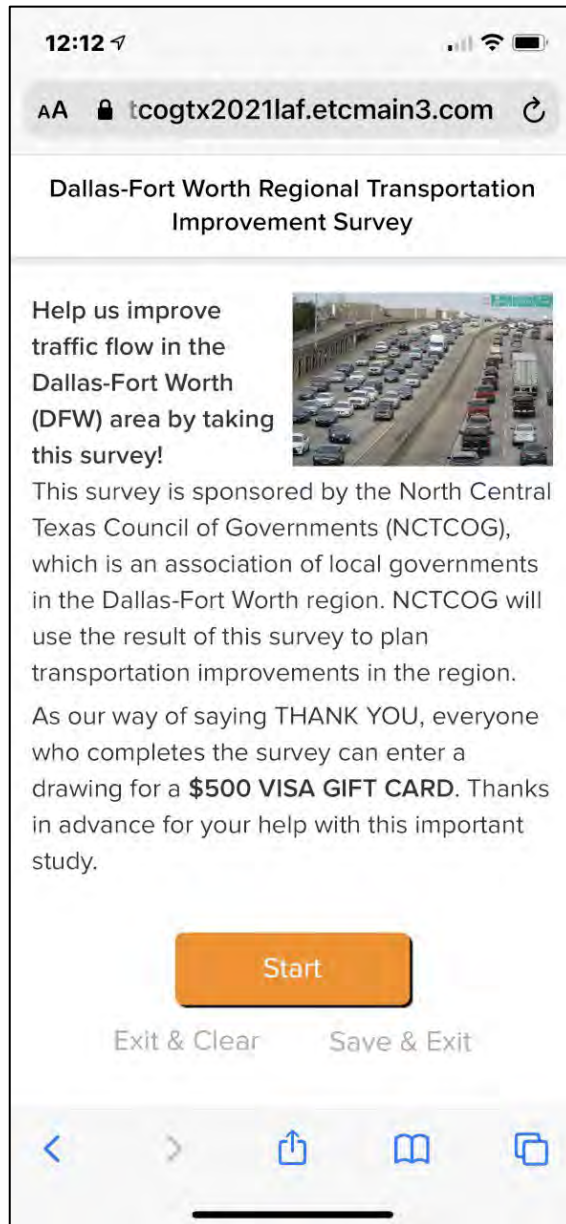 12:12
AA tcogtx2021laf.etcmain3.com
Dallas-Fort Worth Regional Transportation
Improvement Survey
Help us improve
traffic flow in the
Dallas-Fort Worth
(DFW) area by taking
this survey!
This survey is sponsored by the North Central
Texas Council of Governments (NCTCOG),
which is an association of local governments
in the Dallas-Fort Worth region. NCTCOG will
use the result of this survey to plan
transportation improvements in the region.
As our way of saying THANK YOU, everyone
who completes the survey can enter a
drawing for a $500 VISA GIFT CARD. Thanks
in advance for your help with this important
study.
Start
Exit & Clear Save & Exit